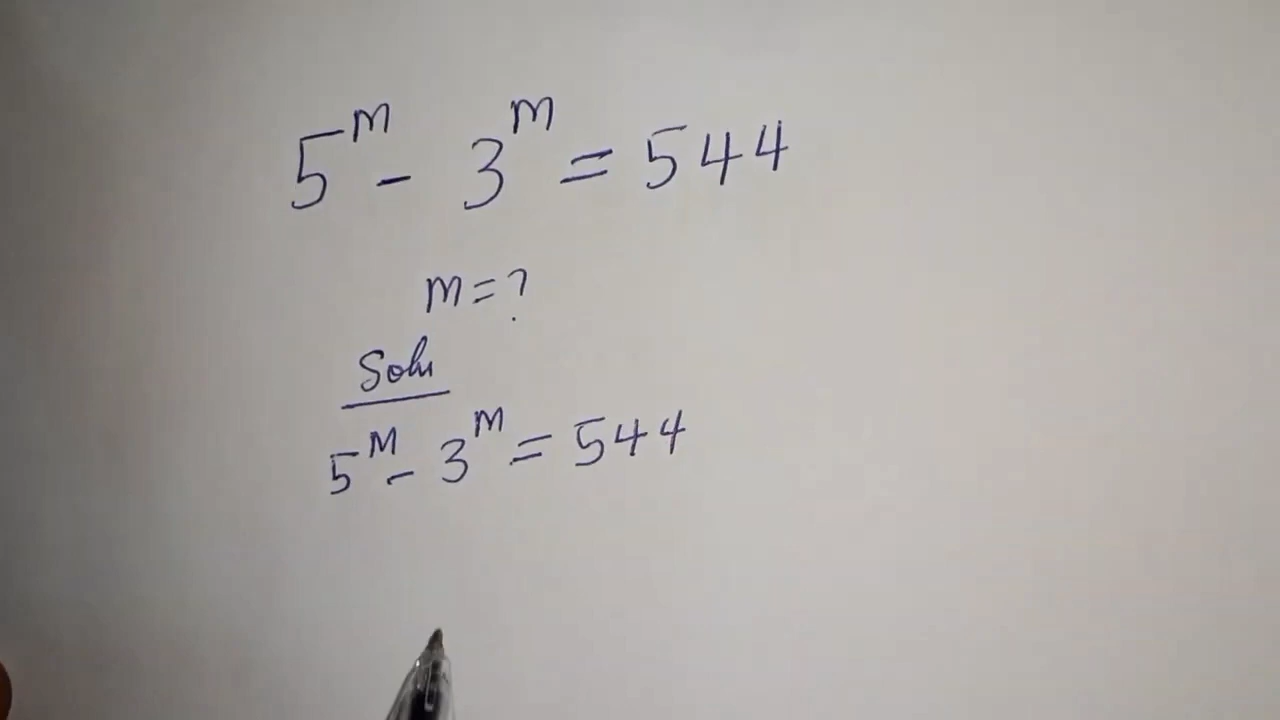 5^m - 3^m = 544
m = ?
Soln
5^m - 3^m = 544